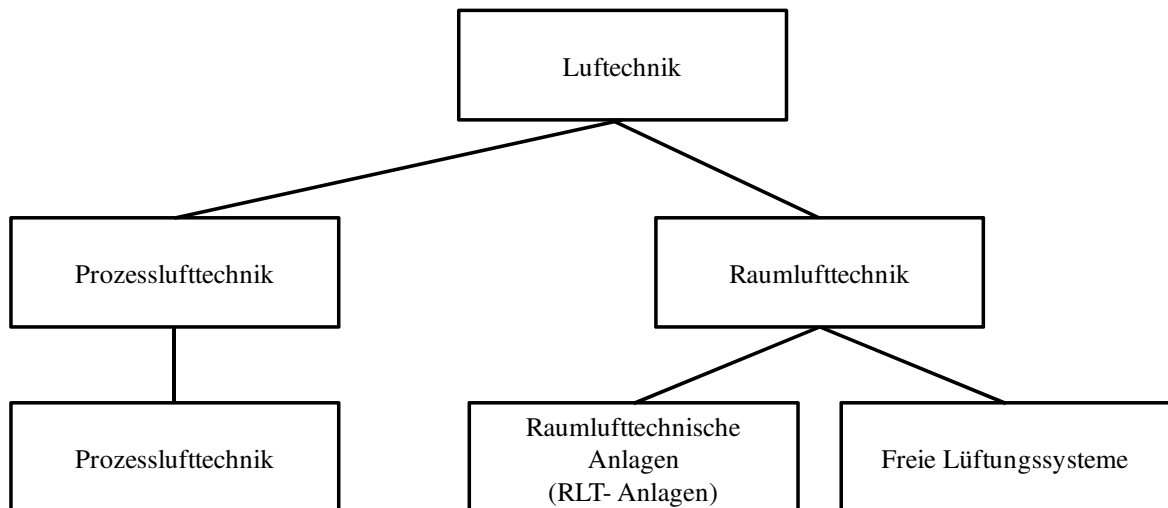 Luftechnik
Prozesslufttechnik
Raumlufttechnik
Prozesslufttechnik
Raumlufttechnische
Anlagen
(RLT- Anlagen)
Freie Lüftungssysteme